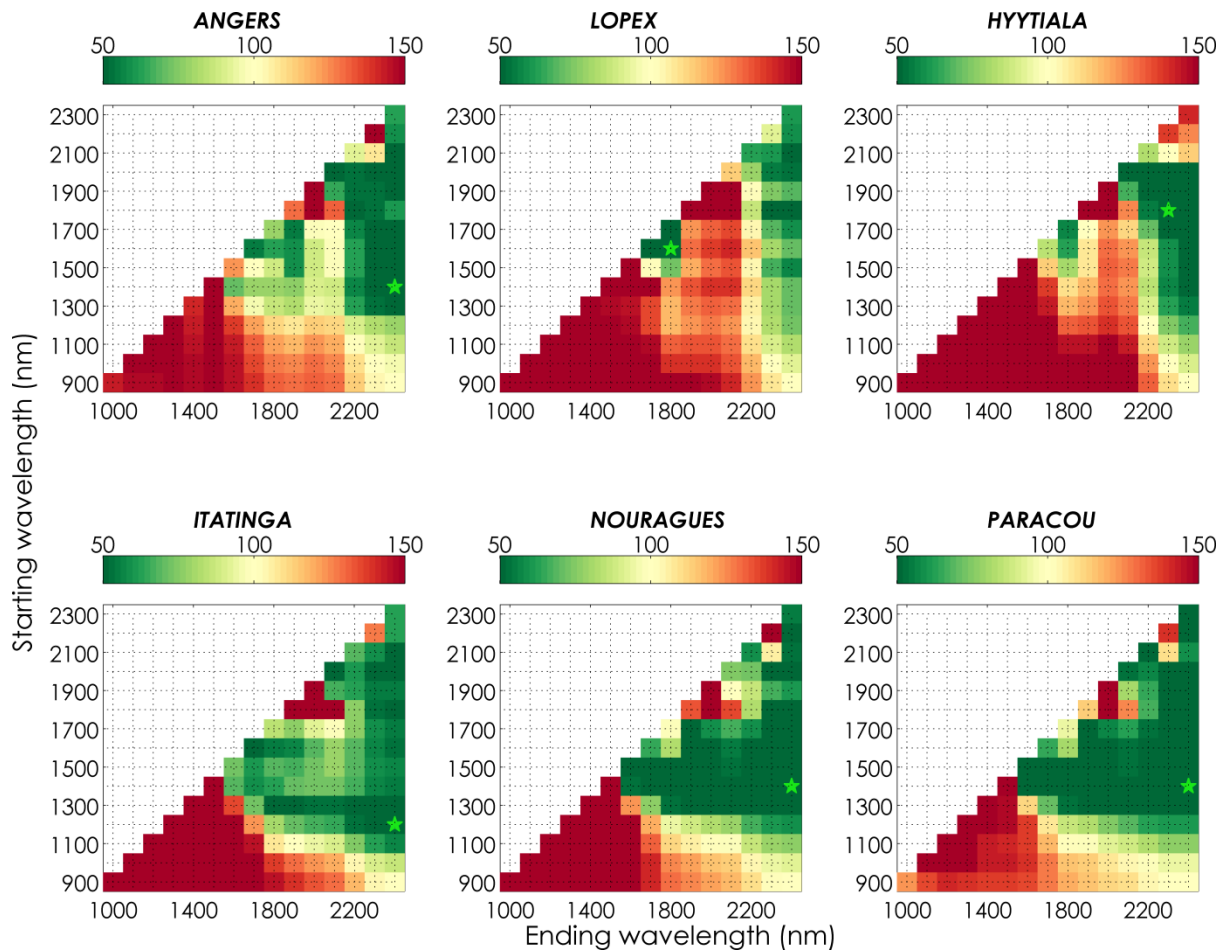 ANGERS LOPEX HYYTIALA
50 100 150 50 100 150 50 100 150
2300 2300 2300
2100 2100 2100
1900 1900 1900
1700 1700 1700
1500 1500 1500
1300 1300 1300
1100 1100 1100
900 900 900
1000 1400 1800 2200 1000 1400 1800 2200 1000 1400 1800 2200
Starting wavelength (nm)
ITATINGA NOURAGUES PARACOU
50 100 150 50 100 150 50 100 150
2300 2300 2300
2100 2100 2100
1900 1900 1900
1700 1700 1700
1500 1500 1500
1300 1300 1300
1100 1100 1100
900 900 900
1000 1400 1800 2200 1000 1400 1800 2200 1000 1400 1800 2200
Ending wavelength (nm)